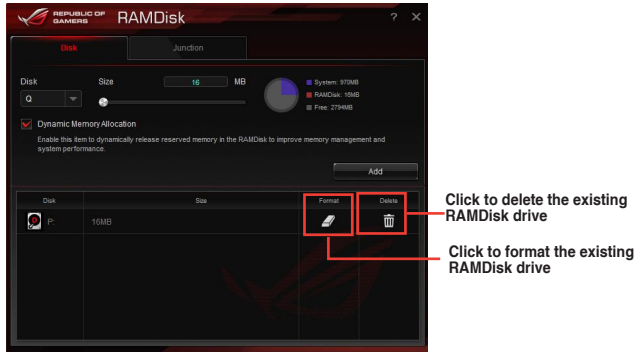 REPUBLIC OF
GAMERS
RAMDisk
? ×
Disk
Junction
Disk
Size
16
MB
Q
System: 970MB
RAMDisk: 16MB
Free: 2794MB
Dynamic Memory Allocation
Enable this item to dynamically release reserved memory in the RAMDisk to improve memory management and
system performance.
Add
Disk
Size
Format
Delete
P:
16MB
Click to delete the existing
RAMDisk drive
Click to format the existing
RAMDisk drive